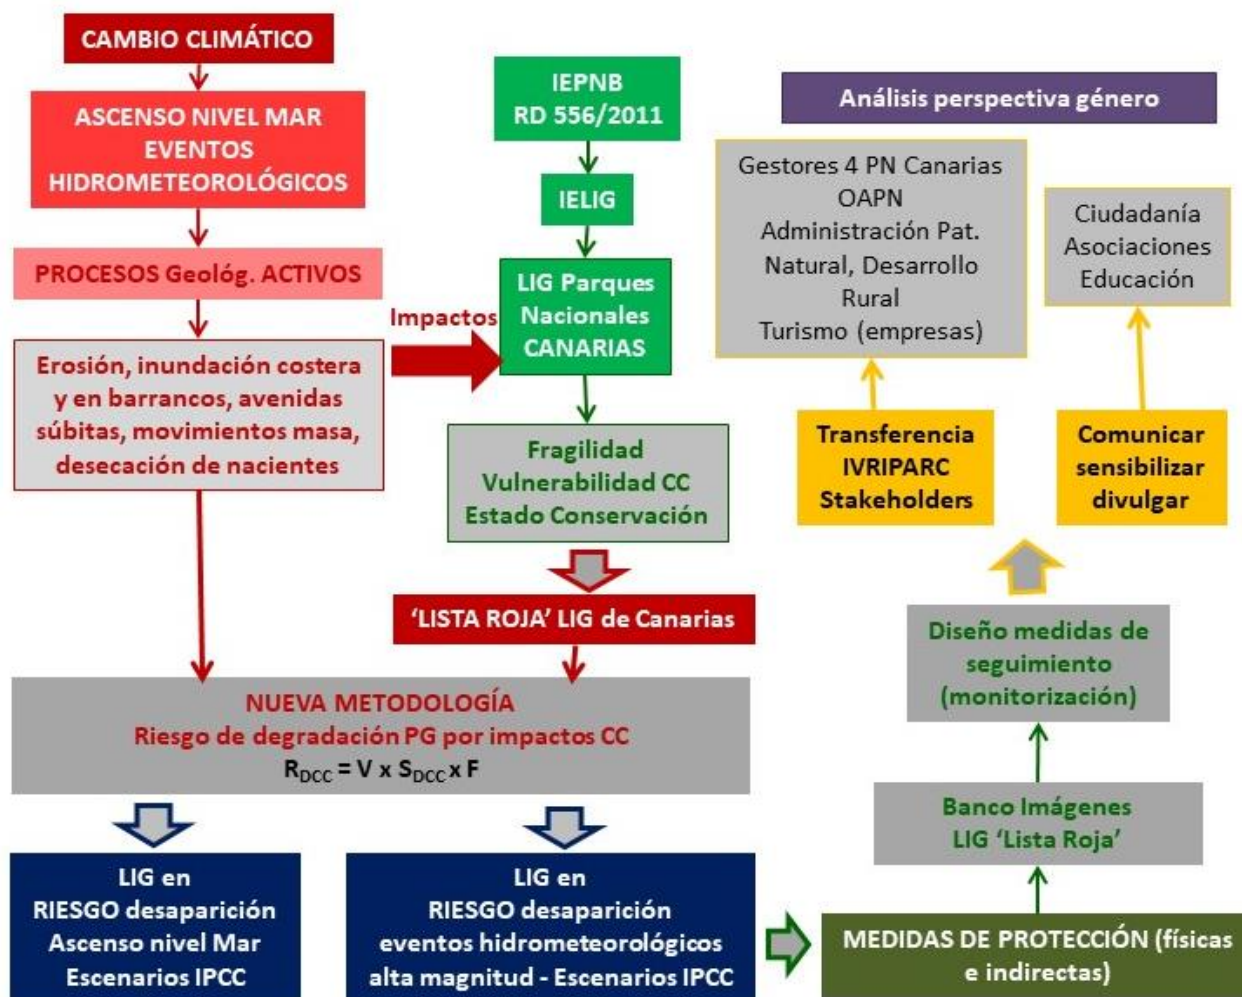 CAMBIO CLIMÁTICO
ASCENSO NIVEL MAR
EVENTOS
HIDROMETEOROLÓGICOS
PROCESOS Geológ. ACTIVOS
Erosión, inundación costera
y en barrancos, avenidas
súbitas, movimientos masa,
desecación de nacientes
Impactos
IEPNB
RD 556/2011
IELIG
LIG Parques
Nacionales
CANARIAS
Fragilidad
Vulnerabilidad CC
Estado Conservación
‘LISTA ROJA’ LIG de Canarias
NUEVA METODOLOGÍA
Riesgo de degradación PG por impactos CC
R_DCC = V x S_DCC x F
LIG en
RIESGO desaparición
Ascenso nivel Mar
Escenarios IPCC
LIG en
RIESGO desaparición
eventos hidrometeorológicos
alta magnitud - Escenarios IPCC
MEDIDAS DE PROTECCIÓN (físicas
e indirectas)
Banco Imágenes
LIG ‘Lista Roja’
Diseño medidas de
seguimiento
(monitorización)
Transferencia
IVRIPARC
Stakeholders
Comunicar
sensibilizar
divulgar
Gestores 4 PN Canarias
OAPN
Administración Pat.
Natural, Desarrollo
Rural
Turismo (empresas)
Ciudadanía
Asociaciones
Educación
Análisis perspectiva género